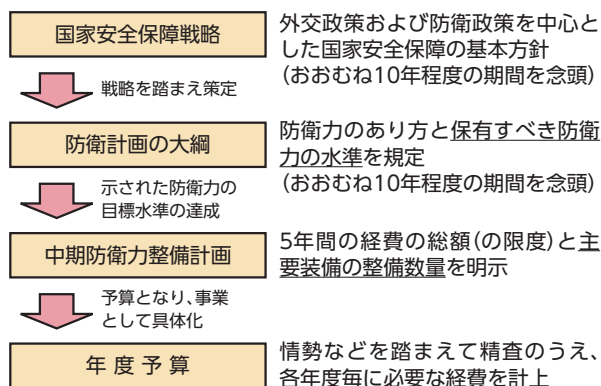 国家安全保障戦略
外交政策および防衛政策を中心と
した国家安全保障の基本方針
(おおむね10年程度の期間を念頭)
戦略を踏まえ策定
防衛計画の大綱
防衛力のあり方と保有すべき防衛
力の水準を規定
(おおむね10年程度の期間を念頭)
示された防衛力の
目標水準の達成
中期防衛力整備計画
5年間の経費の総額(の限度)と主
要装備の整備数量を明示
予算となり、事業
として具体化
年度予算
情勢などを踏まえて精査のうえ、
各年度毎に必要な経費を計上